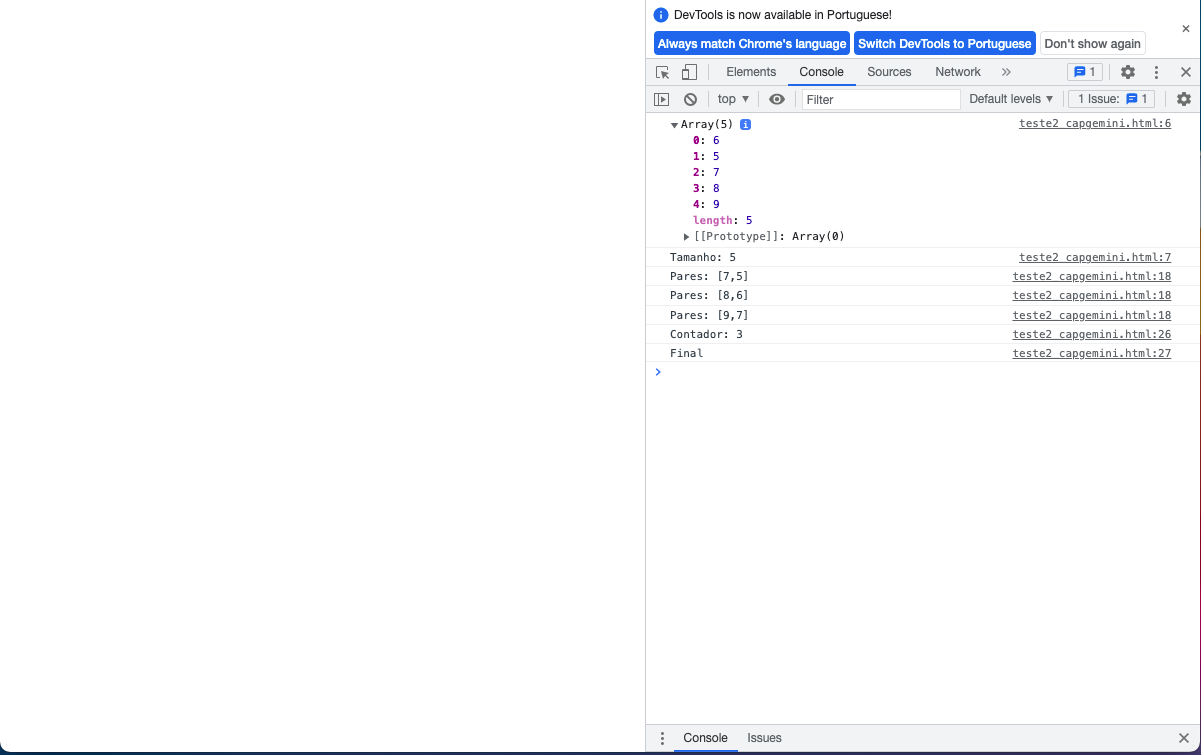 DevTools is now available in Portuguese!
Always match Chrome's language Switch DevTools to Portuguese Don't show again
Elements Console Sources Network 1
top Filter Default levels 1 Issue: 1
Array(5) teste2_capgemini.html:6
0: 6
1: 5
2: 7
3: 8
4: 9
length: 5
[[Prototype]]: Array(0)
Tamanho: 5 teste2_capgemini.html:7
Pares: [7,5] teste2_capgemini.html:18
Pares: [8,6] teste2_capgemini.html:18
Pares: [9,7] teste2_capgemini.html:18
Contador: 3 teste2_capgemini.html:26
Final teste2_capgemini.html:27
Console Issues